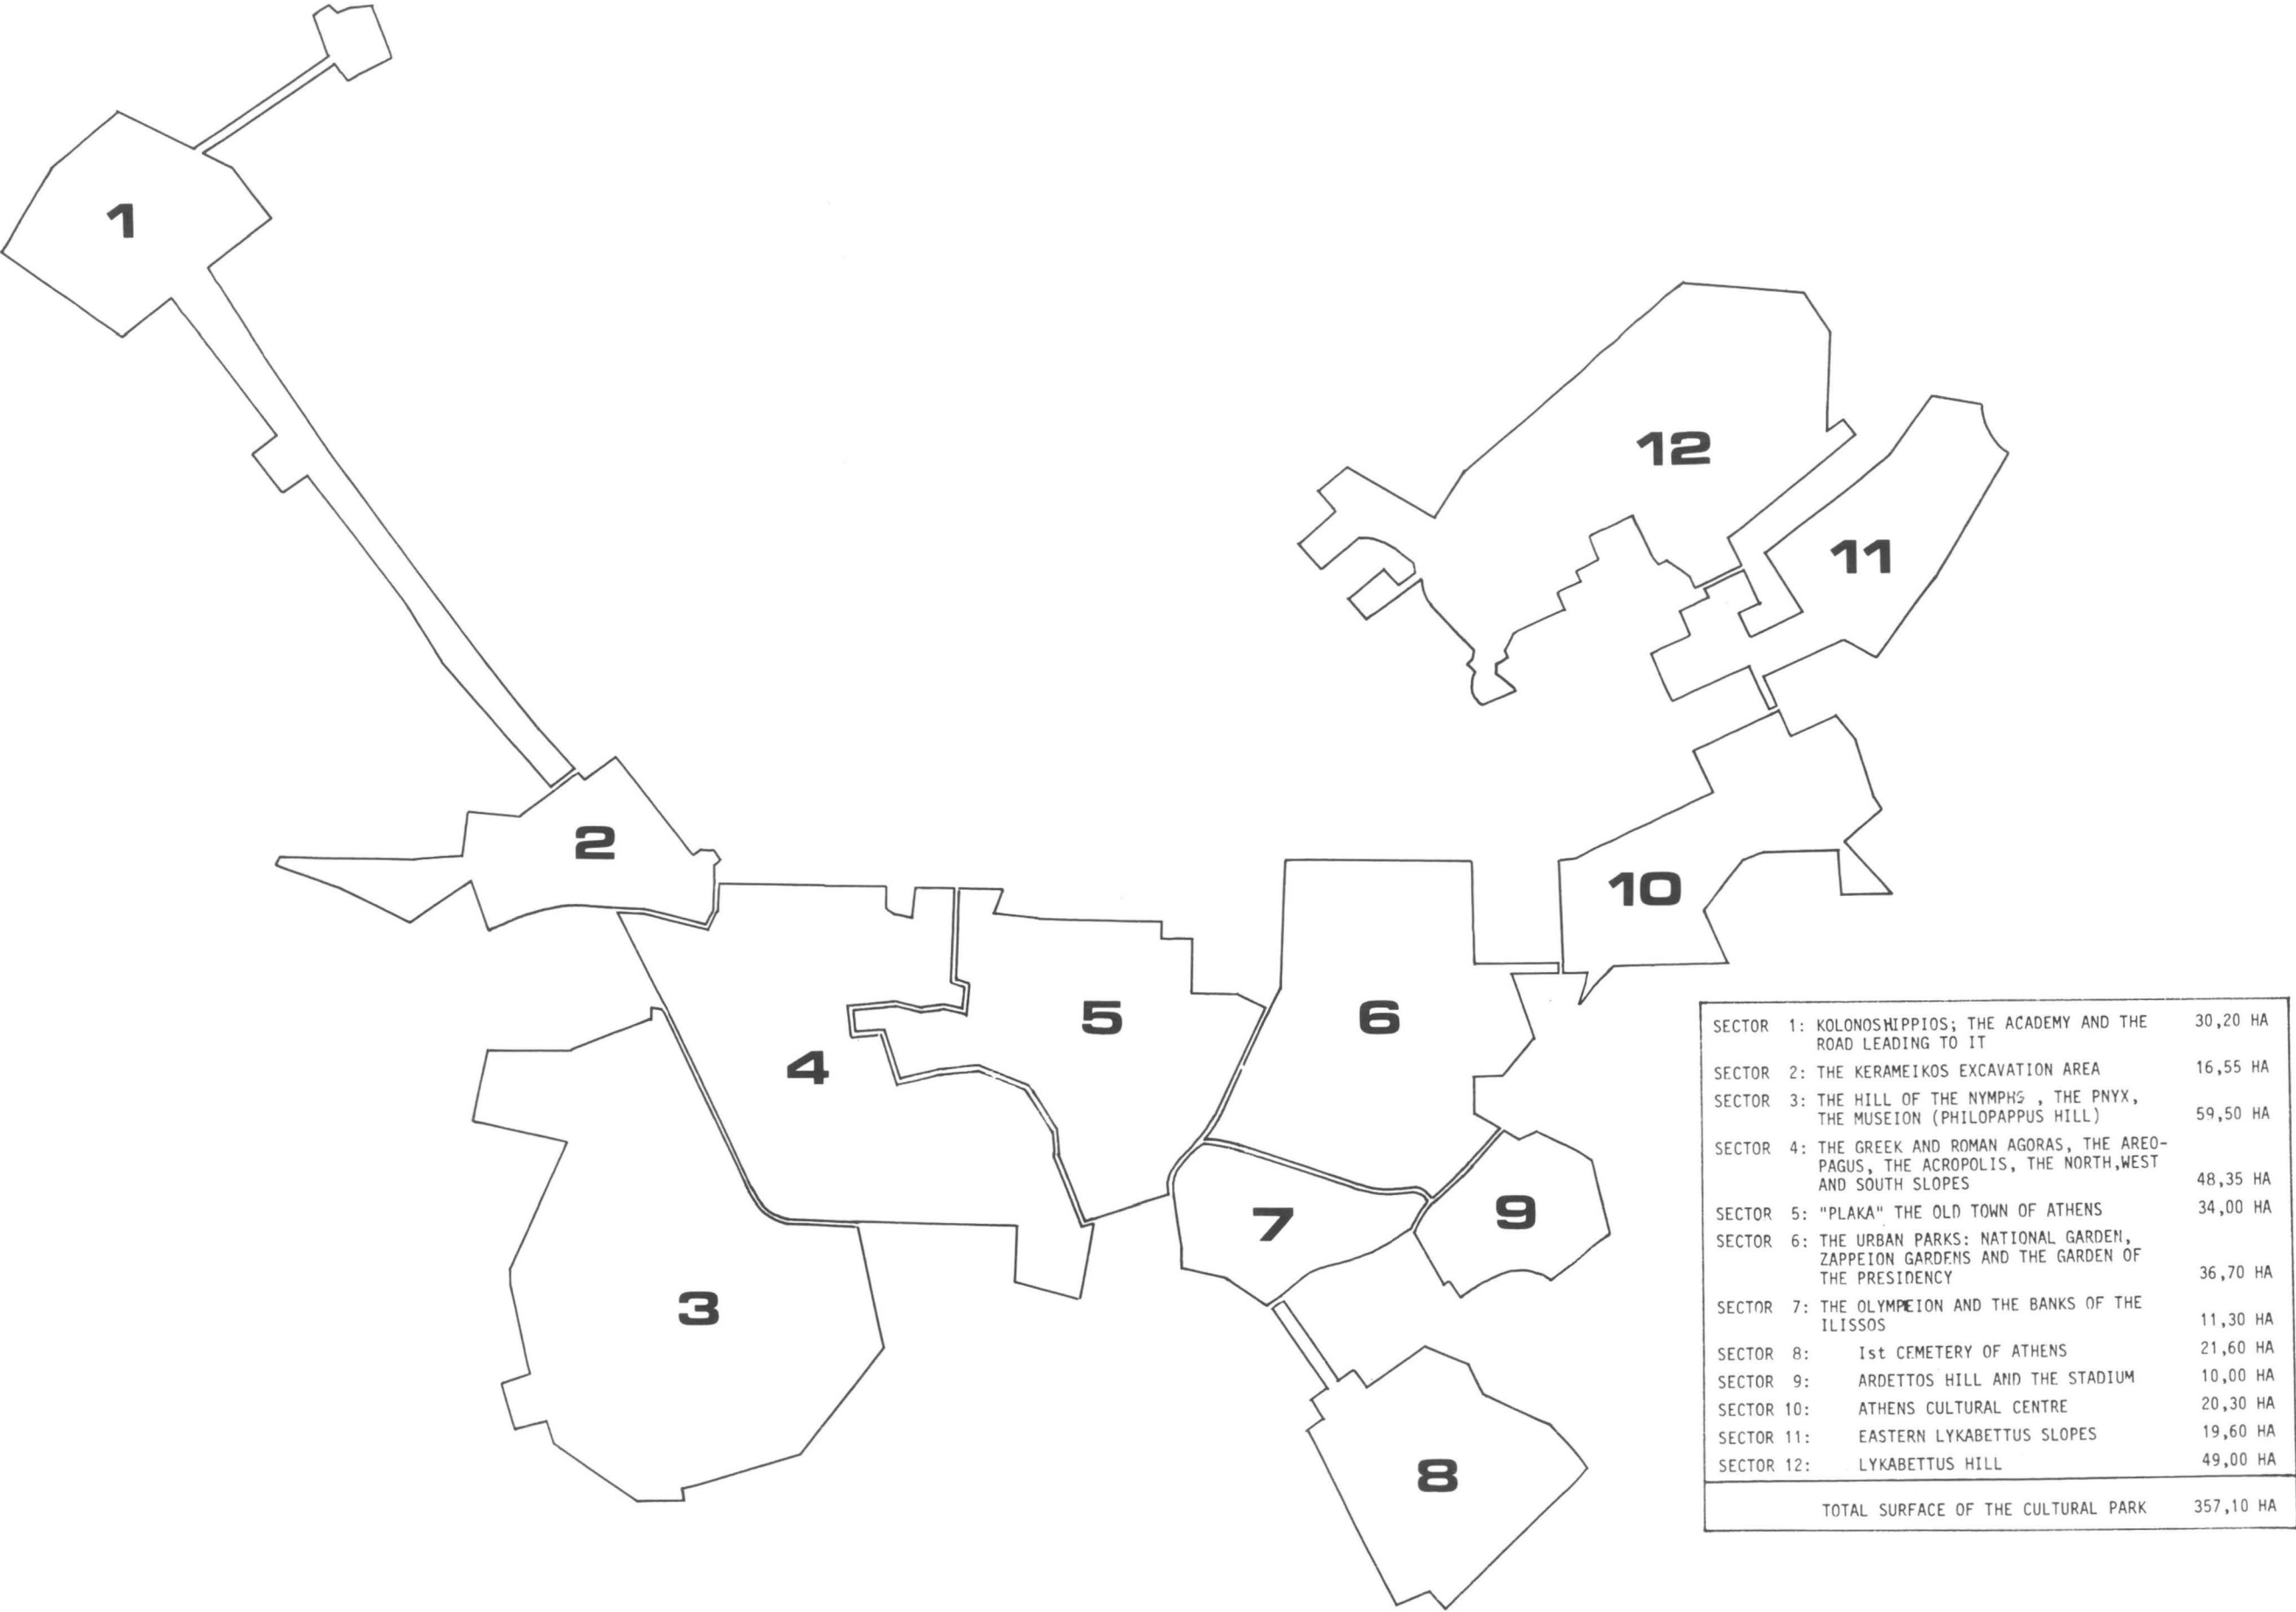 1
12
11
2
10
5
6
4
9
7
3
8
SECTOR 1: KOLONOSHIPPIOS; THE ACADEMY AND THE 30,20 HA
ROAD LEADING TO IT
SECTOR 2: THE KERAMEIKOS EXCAVATION AREA 16,55 HA
SECTOR 3: THE HILL OF THE NYMPHS , THE PNYX,
THE MUSEION (PHILOPAPPUS HILL) 59,50 HA
SECTOR 4: THE GREEK AND ROMAN AGORAS, THE AREO-
PAGUS, THE ACROPOLIS, THE NORTH,WEST
AND SOUTH SLOPES 48,35 HA
SECTOR 5: "PLAKA" THE OLD TOWN OF ATHENS 34,00 HA
SECTOR 6: THE URBAN PARKS: NATIONAL GARDEN,
ZAPPEION GARDENS AND THE GARDEN OF
THE PRESIDENCY 36,70 HA
SECTOR 7: THE OLYMPEION AND THE BANKS OF THE
ILISSOS 11,30 HA
SECTOR 8: Ist CEMETERY OF ATHENS 21,60 HA
SECTOR 9: ARDETTOS HILL AND THE STADIUM 10,00 HA
SECTOR 10: ATHENS CULTURAL CENTRE 20,30 HA
SECTOR 11: EASTERN LYKABETTUS SLOPES 19,60 HA
SECTOR 12: LYKABETTUS HILL 49,00 HA
TOTAL SURFACE OF THE CULTURAL PARK 357,10 HA